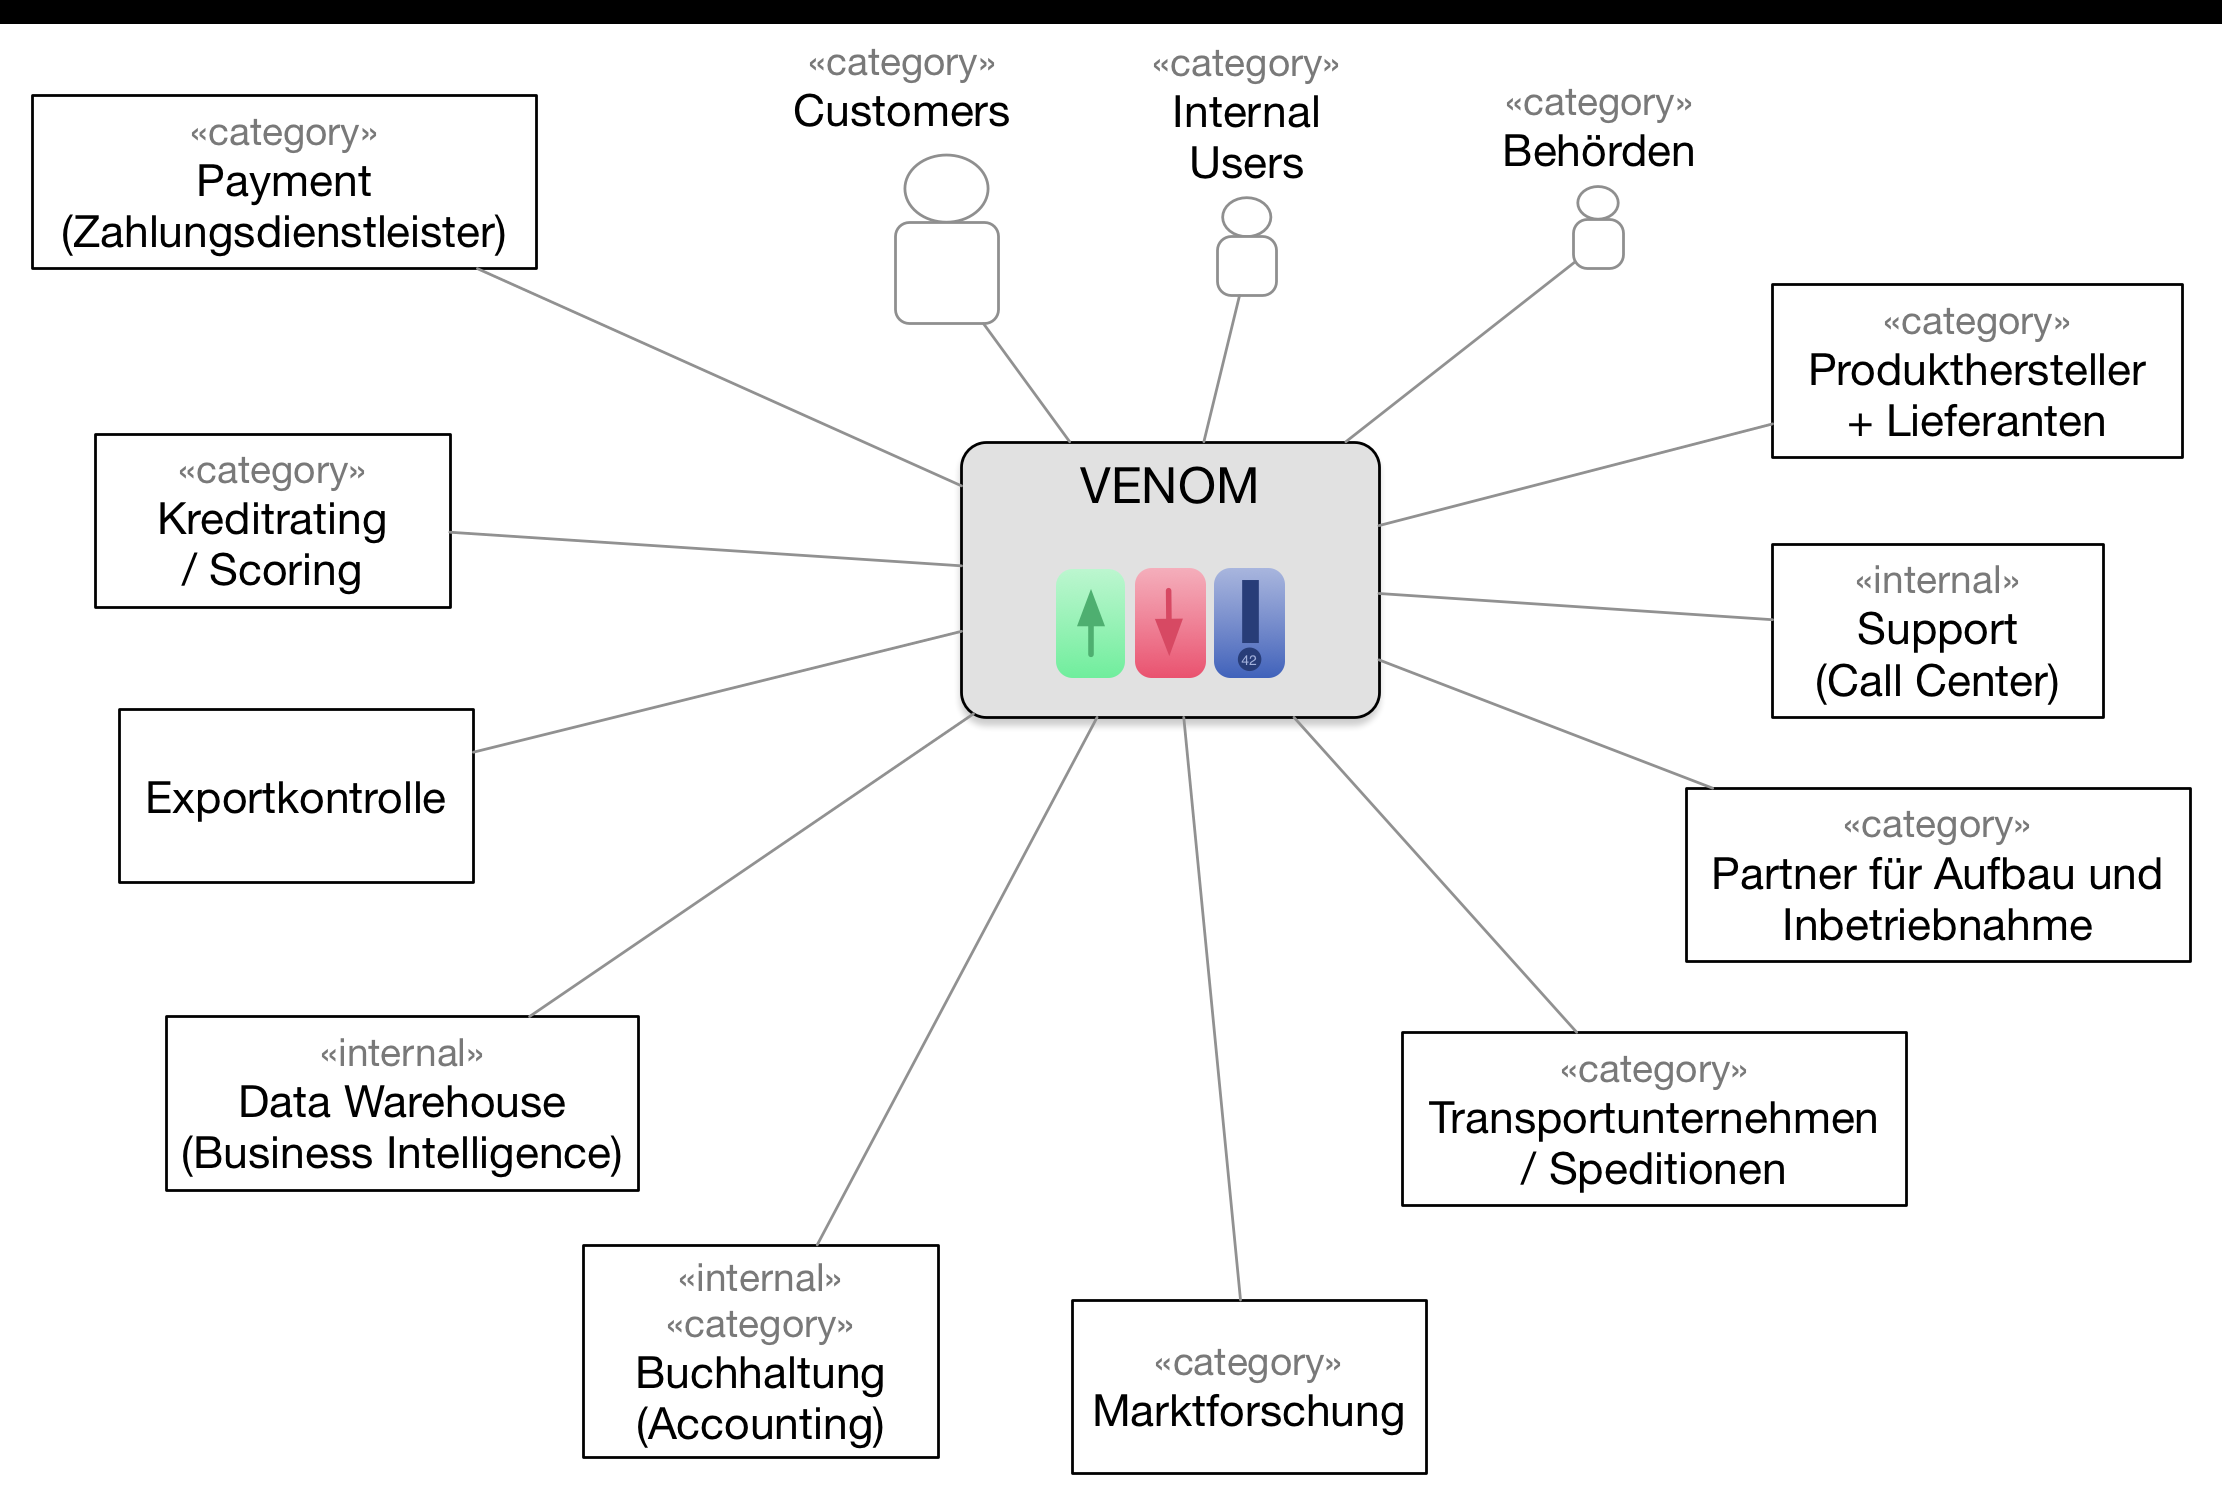 «category»
Customers
«category»
Internal
Users
«category»
Behörden
«category»
Payment
(Zahlungsdienstleister)
«category»
Produkthersteller
+ Lieferanten
«category»
Kreditrating
/ Scoring
VENOM
42
«internal»
Support
(Call Center)
Exportkontrolle
«category»
Partner für Aufbau und
Inbetriebnahme
«internal»
Data Warehouse
(Business Intelligence)
«category»
Transportunternehmen
/ Speditionen
«internal»
«category»
Buchhaltung
(Accounting)
«category»
Marktforschung